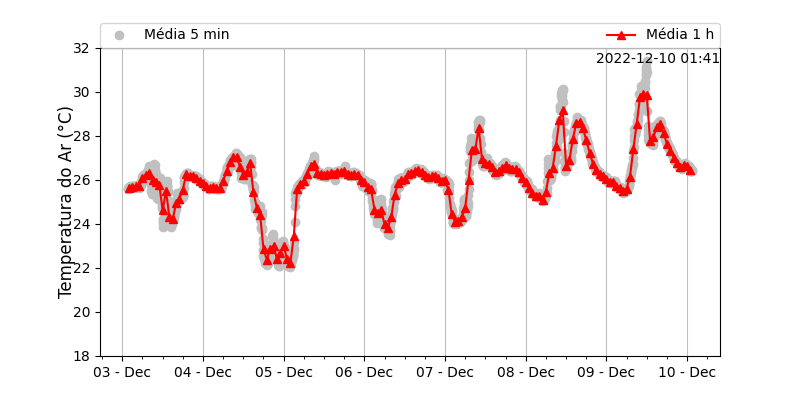 Média 5 min
Média 1 h
2022-12-10 01:41
Temperatura do Ar (°C)
32
30
28
26
24
22
20
18
03 - Dec
04 - Dec
05 - Dec
06 - Dec
07 - Dec
08 - Dec
09 - Dec
10 - Dec